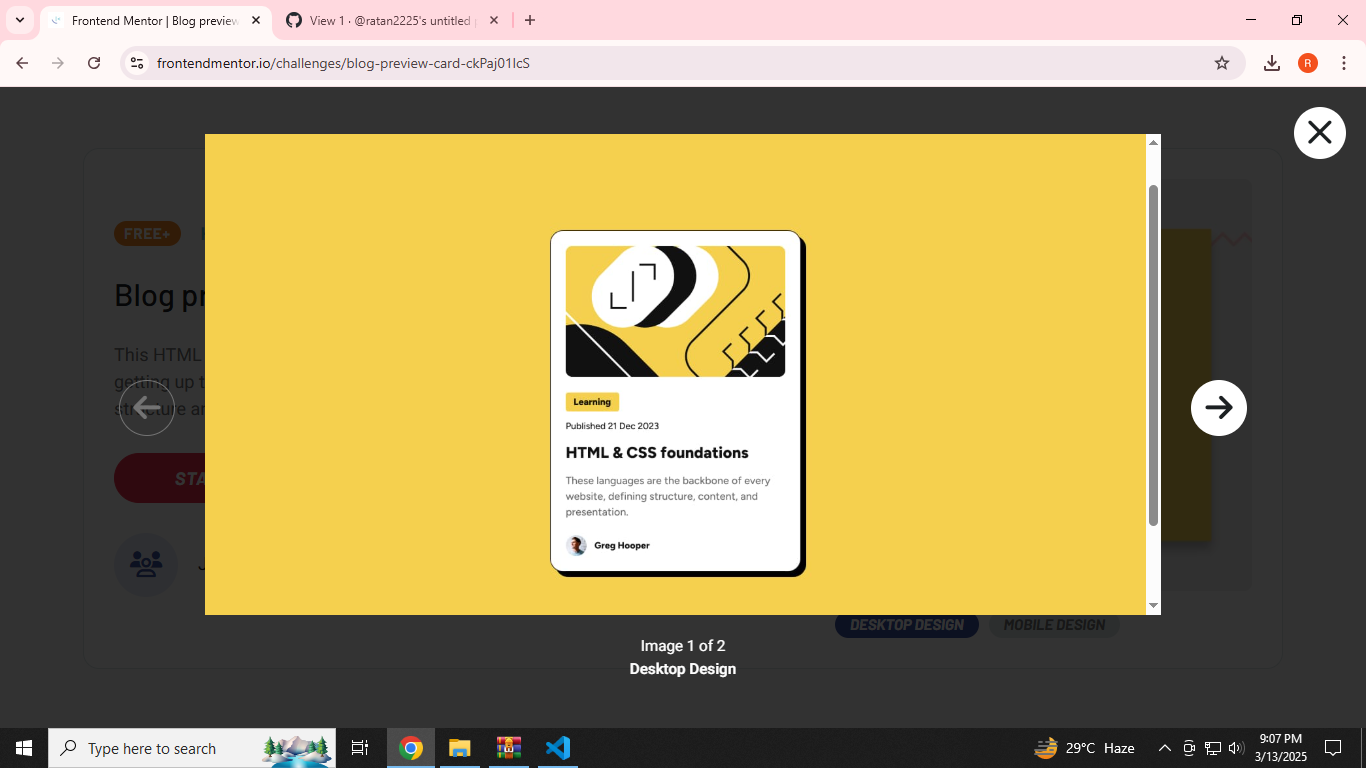 Frontend Mentor | Blog preview
View 1 · @ratan2225's untitled
frontendmentor.io/challenges/blog-preview-card-ckPaj01IcS
R
FREE+
Blog pr
This HTML
getting up t
structure ar
STA
J
Learning
Published 21 Dec 2023
HTML & CSS foundations
These languages are the backbone of every
website, defining structure, content, and
presentation.
Greg Hooper
DESKTOP DESIGN
MOBILE DESIGN
Image 1 of 2
Desktop Design
Type here to search
29°C Haze
9:07 PM
3/13/2025